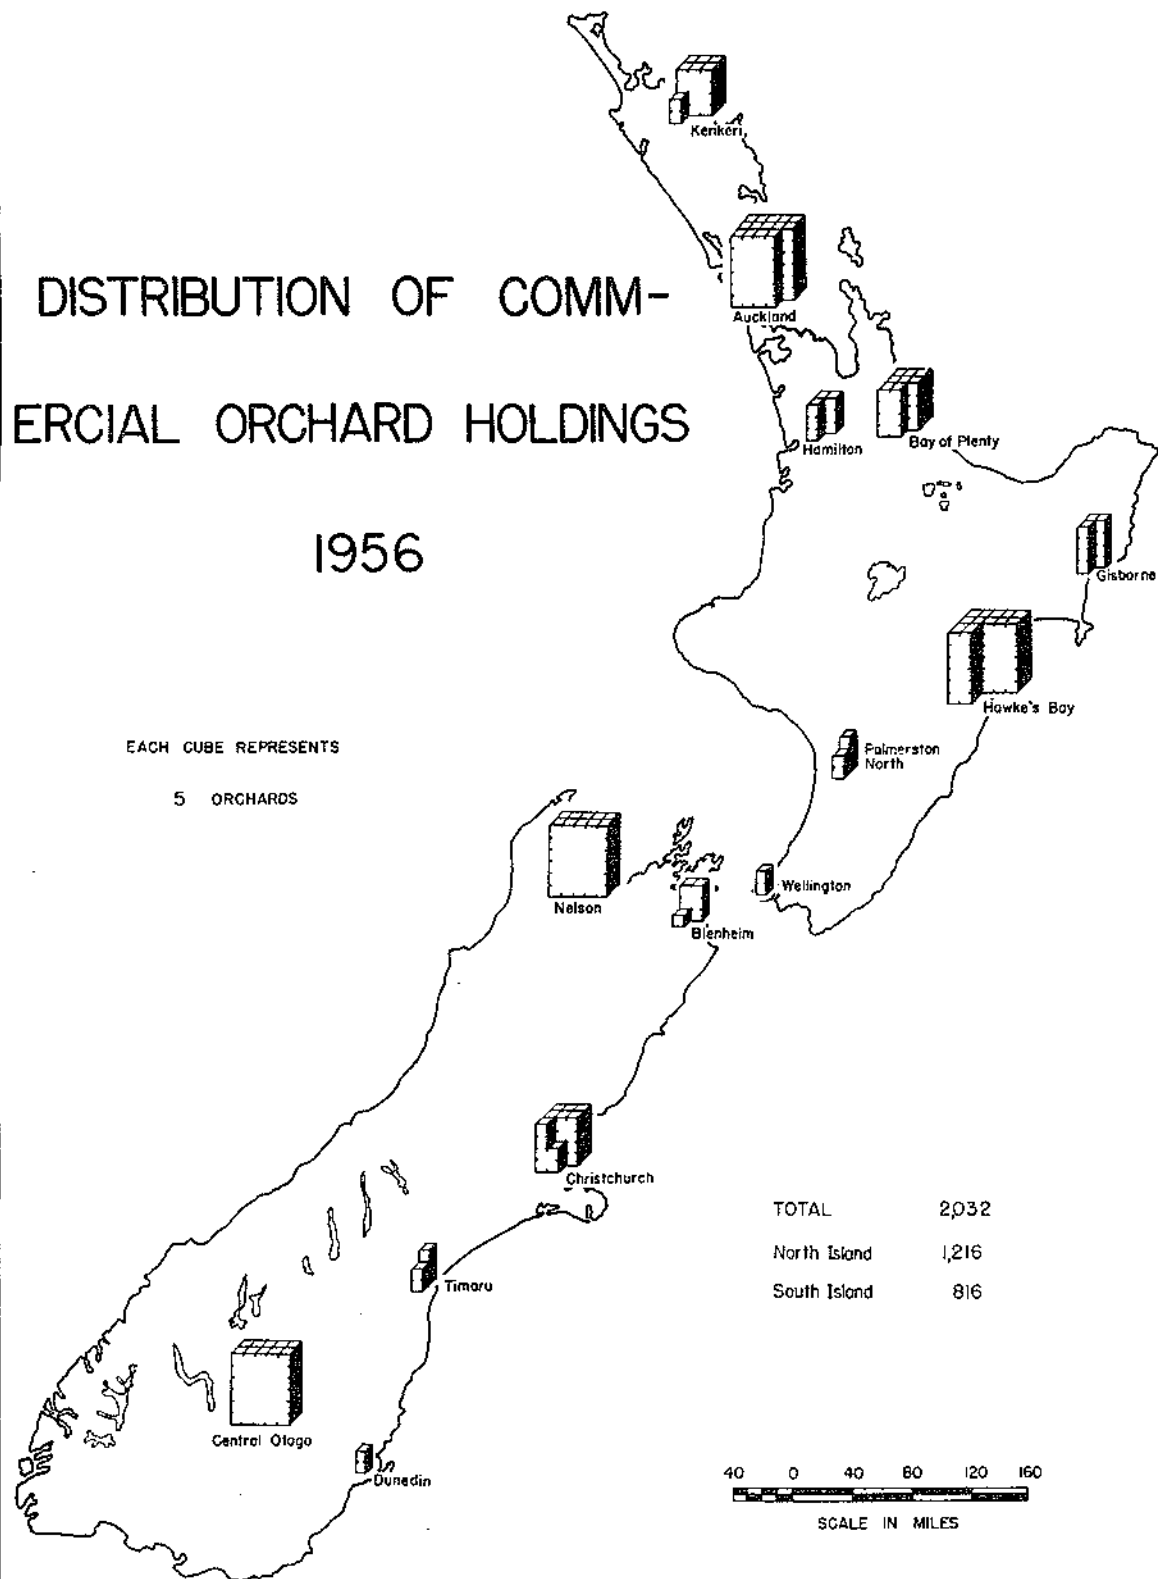 DISTRIBUTION OF COMM-
ERCIAL ORCHARD HOLDINGS
1956
EACH CUBE REPRESENTS
5 ORCHARDS
Kerikeri
Auckland
Hamilton
Bay of Plenty
Gisborne
Hawke's Bay
Palmerston
North
Wellington
Nelson
Blenheim
Christchurch
Timaru
Central Otago
Dunedin
TOTAL 2,032
North Island 1,216
South Island 816
40 0 40 80 120 160
SCALE IN MILES